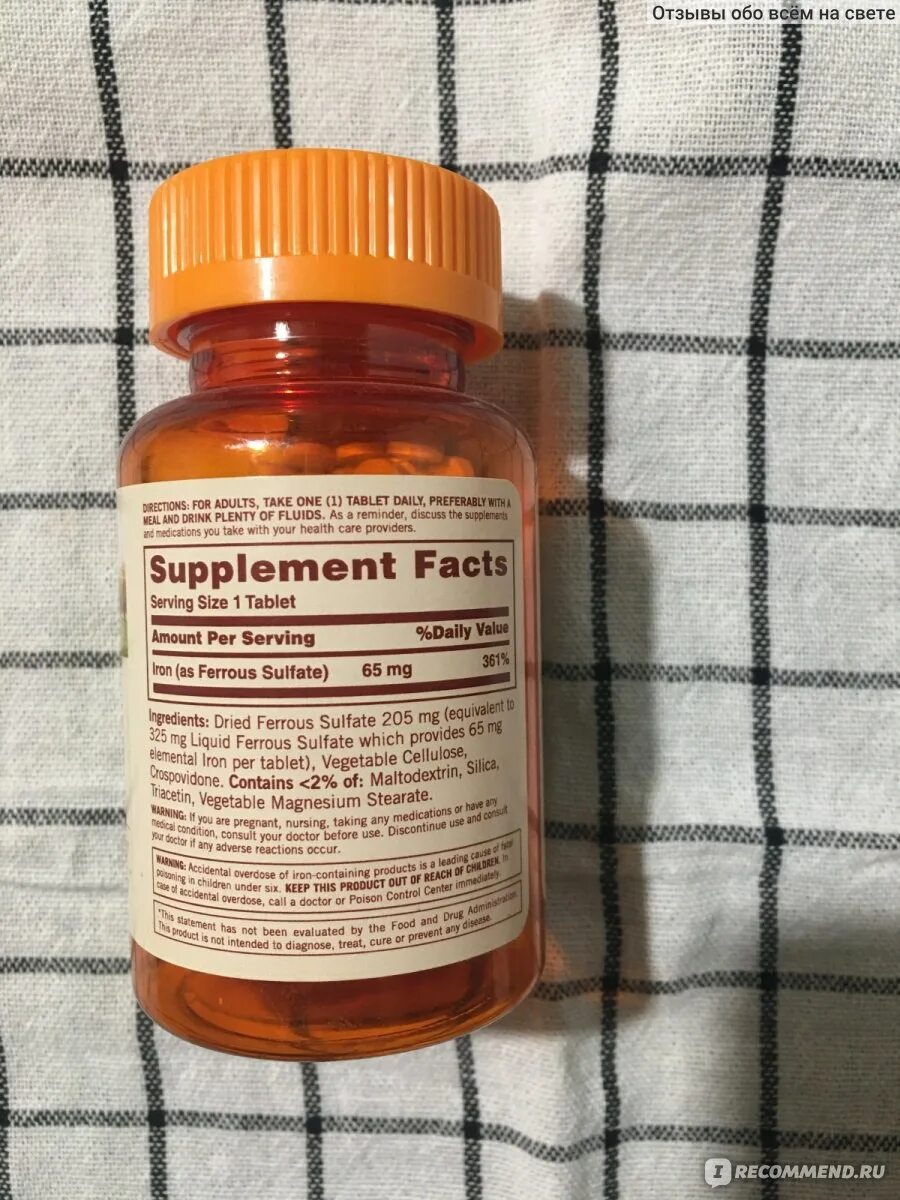 Отзывы обо всём на свете
DIRECTIONS: FOR ADULTS, TAKE ONE (1) TABLET DAILY, PREFERABLY WITH A
MEAL AND DRINK PLENTY OF FLUIDS. As a reminder, discuss the supplements
and medications you take with your health care providers.
Supplement Facts
Serving Size 1 Tablet
Amount Per Serving %Daily Value
Iron (as Ferrous Sulfate) 65 mg 361%
Ingredients: Dried Ferrous Sulfate 205 mg (equivalent to
325 mg Liquid Ferrous Sulfate which provides 65 mg
elemental Iron per tablet), Vegetable Cellulose,
Crospovidone. Contains <2% of: Maltodextrin, Silica,
Triacetin, Vegetable Magnesium Stearate.
WARNING: If you are pregnant, nursing, taking any medications or have any
medical condition, consult your doctor before use. Discontinue use and consult
your doctor if any adverse reactions occur.
WARNING: Accidental overdose of iron-containing products is a leading cause of fatal
poisoning in children under six. KEEP THIS PRODUCT OUT OF REACH OF CHILDREN. In
case of accidental overdose, call a doctor or Poison Control Center immediately.
*This statement has not been evaluated by the Food and Drug Administration.
This product is not intended to diagnose, treat, cure or prevent any disease.
I RECOMMEND.RU